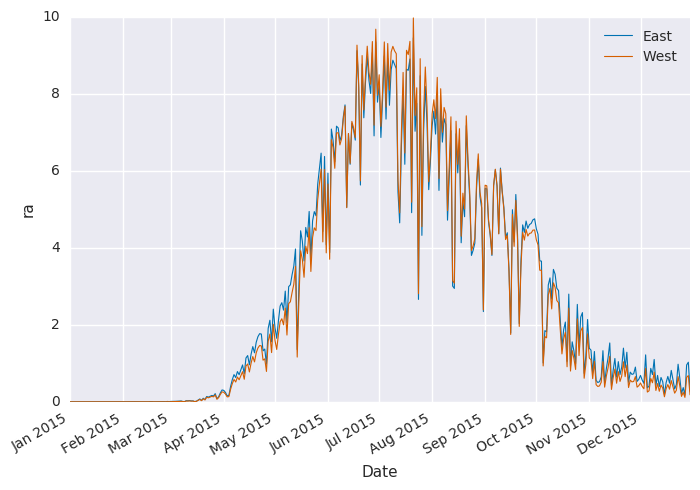 10
8
6
4
2
0
ra
East
West
Jan 2015
Feb 2015
Mar 2015
Apr 2015
May 2015
Jun 2015
Jul 2015
Aug 2015
Sep 2015
Oct 2015
Nov 2015
Dec 2015
Date